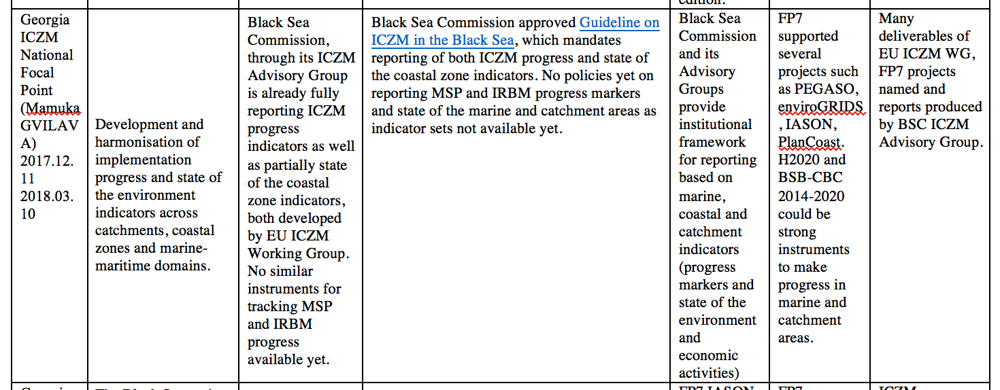 edition.
Georgia
ICZM
National
Focal
Point
(Mamuka
GVILAV
A)
2017.12.
11
2018.03.
10
Development and
harmonisation of
implementation
progress and state of
the environment
indicators across
catchments, coastal
zones and marine-
maritime domains.
Black Sea
Commission,
through its ICZM
Advisory Group
is already fully
reporting ICZM
progress
indicators as well
as partially state
of the coastal
zone indicators,
both developed
by EU ICZM
Working Group.
No similar
instruments for
tracking MSP
and IRBM
progress
available yet.
Black Sea Commission approved Guideline on
ICZM in the Black Sea, which mandates
reporting of both ICZM progress and state of
the coastal zone indicators. No policies yet on
reporting MSP and IRBM progress markers
and state of the marine and catchment areas as
indicator sets not available yet.
Black Sea
Commission
and its
Advisory
Groups
provide
institutional
framework
for reporting
based on
marine,
coastal and
catchment
indicators
(progress
markers and
state of the
environment
and
economic
activities)
FP7
supported
several
projects such
as PEGASO,
enviroGRIDS
, IASON,
PlanCoast.
H2020 and
BSB-CBC
2014-2020
could be
strong
instruments
to make
progress in
marine and
catchment
areas.
Many
deliverables of
EU ICZM WG,
FP7 projects
named and
reports produced
by BSC ICZM
Advisory Group.
FP7 IASON
FP7
ICZM